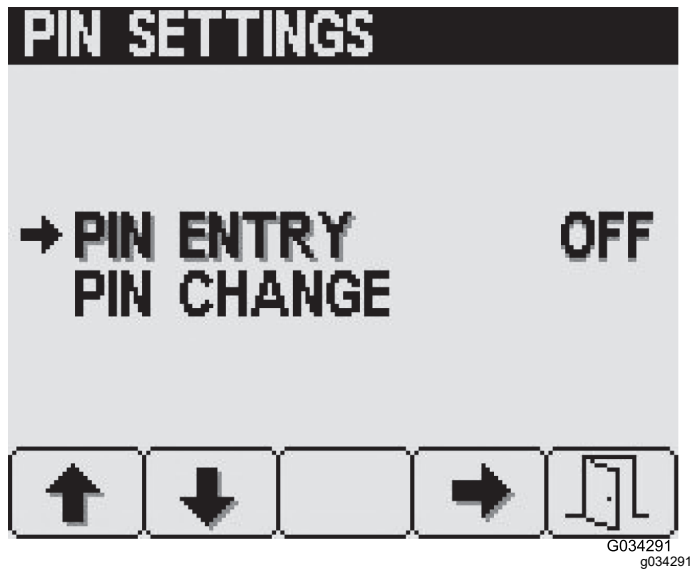 PIN SETTINGS
PIN ENTRY OFF
PIN CHANGE
G034291
g034291